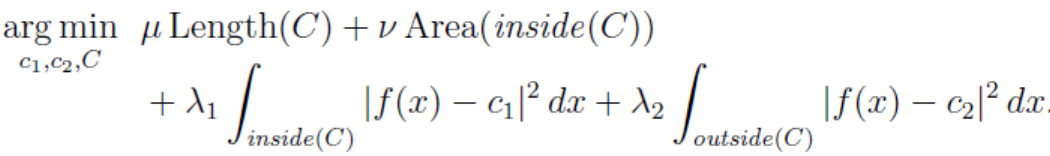 arg min μ Length(C) + ν Area(inside(C))
c₁,c₂,C
+ λ₁ ∫ |f(x) − c₁|² dx + λ₂ ∫ |f(x) − c₂|² dx.
inside(C) outside(C)